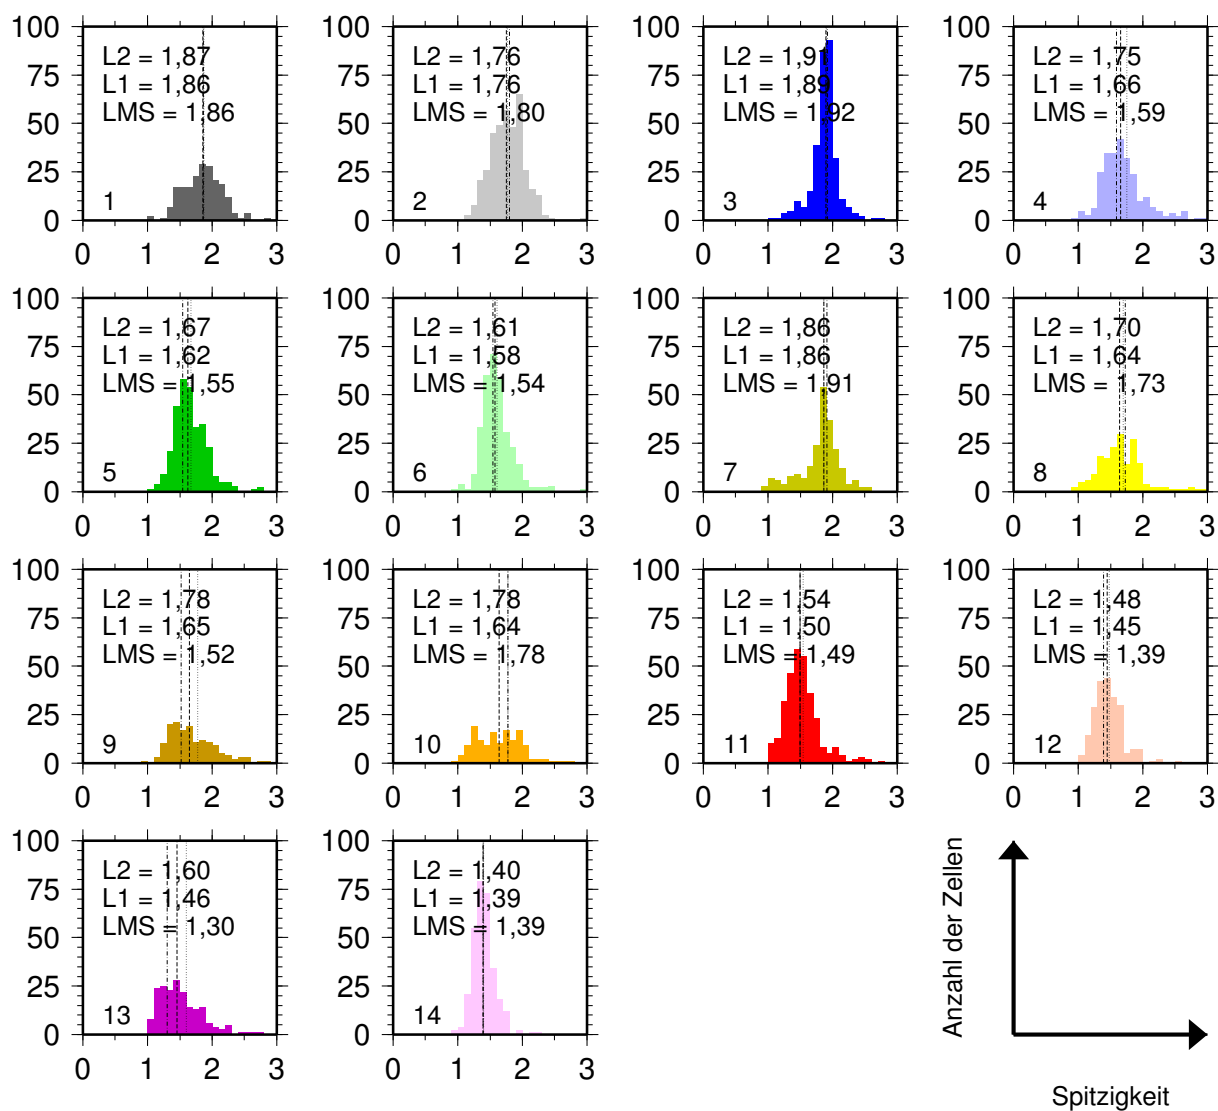 100
75
50
25
0
L2 = 1,87
L1 = 1,86
LMS = 1,86
1
0 1 2 3
100
75
50
25
0
L2 = 1,76
L1 = 1,76
LMS = 1,80
2
0 1 2 3
100
75
50
25
0
L2 = 1,91
L1 = 1,89
LMS = 1,92
3
0 1 2 3
100
75
50
25
0
L2 = 1,75
L1 = 1,66
LMS = 1,59
4
0 1 2 3
100
75
50
25
0
L2 = 1,67
L1 = 1,62
LMS = 1,55
5
0 1 2 3
100
75
50
25
0
L2 = 1,61
L1 = 1,58
LMS = 1,54
6
0 1 2 3
100
75
50
25
0
L2 = 1,86
L1 = 1,86
LMS = 1,91
7
0 1 2 3
100
75
50
25
0
L2 = 1,70
L1 = 1,64
LMS = 1,73
8
0 1 2 3
100
75
50
25
0
L2 = 1,78
L1 = 1,65
LMS = 1,52
9
0 1 2 3
100
75
50
25
0
L2 = 1,78
L1 = 1,64
LMS = 1,78
10
0 1 2 3
100
75
50
25
0
L2 = 1,54
L1 = 1,50
LMS = 1,49
11
0 1 2 3
100
75
50
25
0
L2 = 1,48
L1 = 1,45
LMS = 1,39
12
0 1 2 3
100
75
50
25
0
L2 = 1,60
L1 = 1,46
LMS = 1,30
13
0 1 2 3
100
75
50
25
0
L2 = 1,40
L1 = 1,39
LMS = 1,39
14
0 1 2 3
Anzahl der Zellen
Spitzigkeit